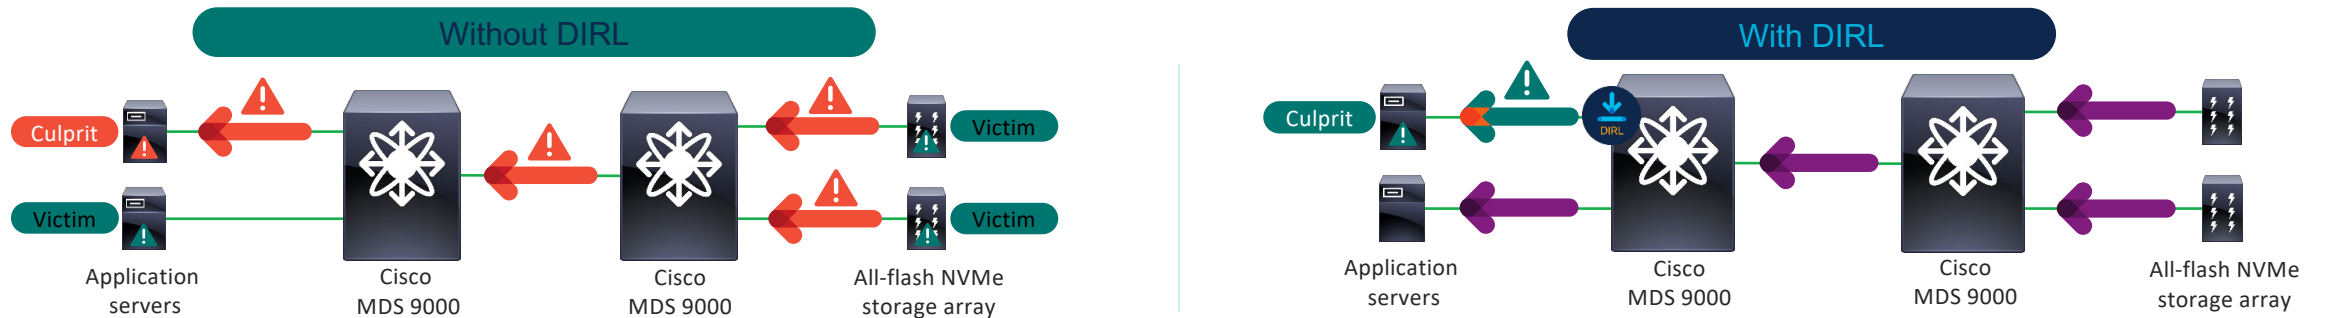 Without DIRL
Culprit
Victim
Victim
Victim
Application
servers
Cisco
MDS 9000
Cisco
MDS 9000
All-flash NVMe
storage array
With DIRL
Culprit
DIRL
Application
servers
Cisco
MDS 9000
Cisco
MDS 9000
All-flash NVMe
storage array